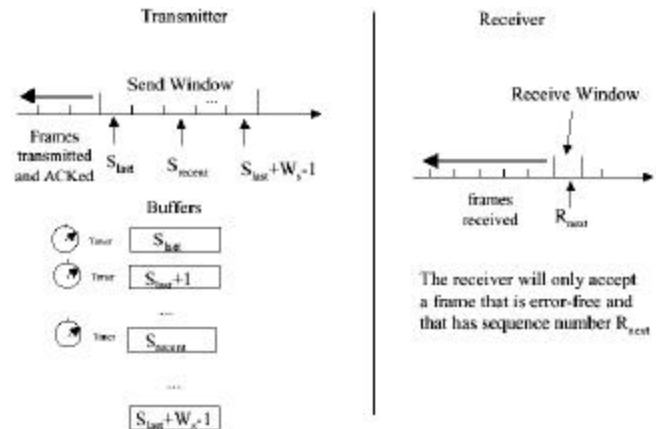 Transmitter
Send Window
...
Frames
transmitted
and ACKed
S_last
S_recent
S_last+W_s-1
Buffers
Timer S_last
Timer S_last+1
....
Timer S_recent
....
S_last+W_s-1
Receiver
Receive Window
frames
received
R_next
The receiver will only accept
a frame that is error-free and
that has sequence number R_next